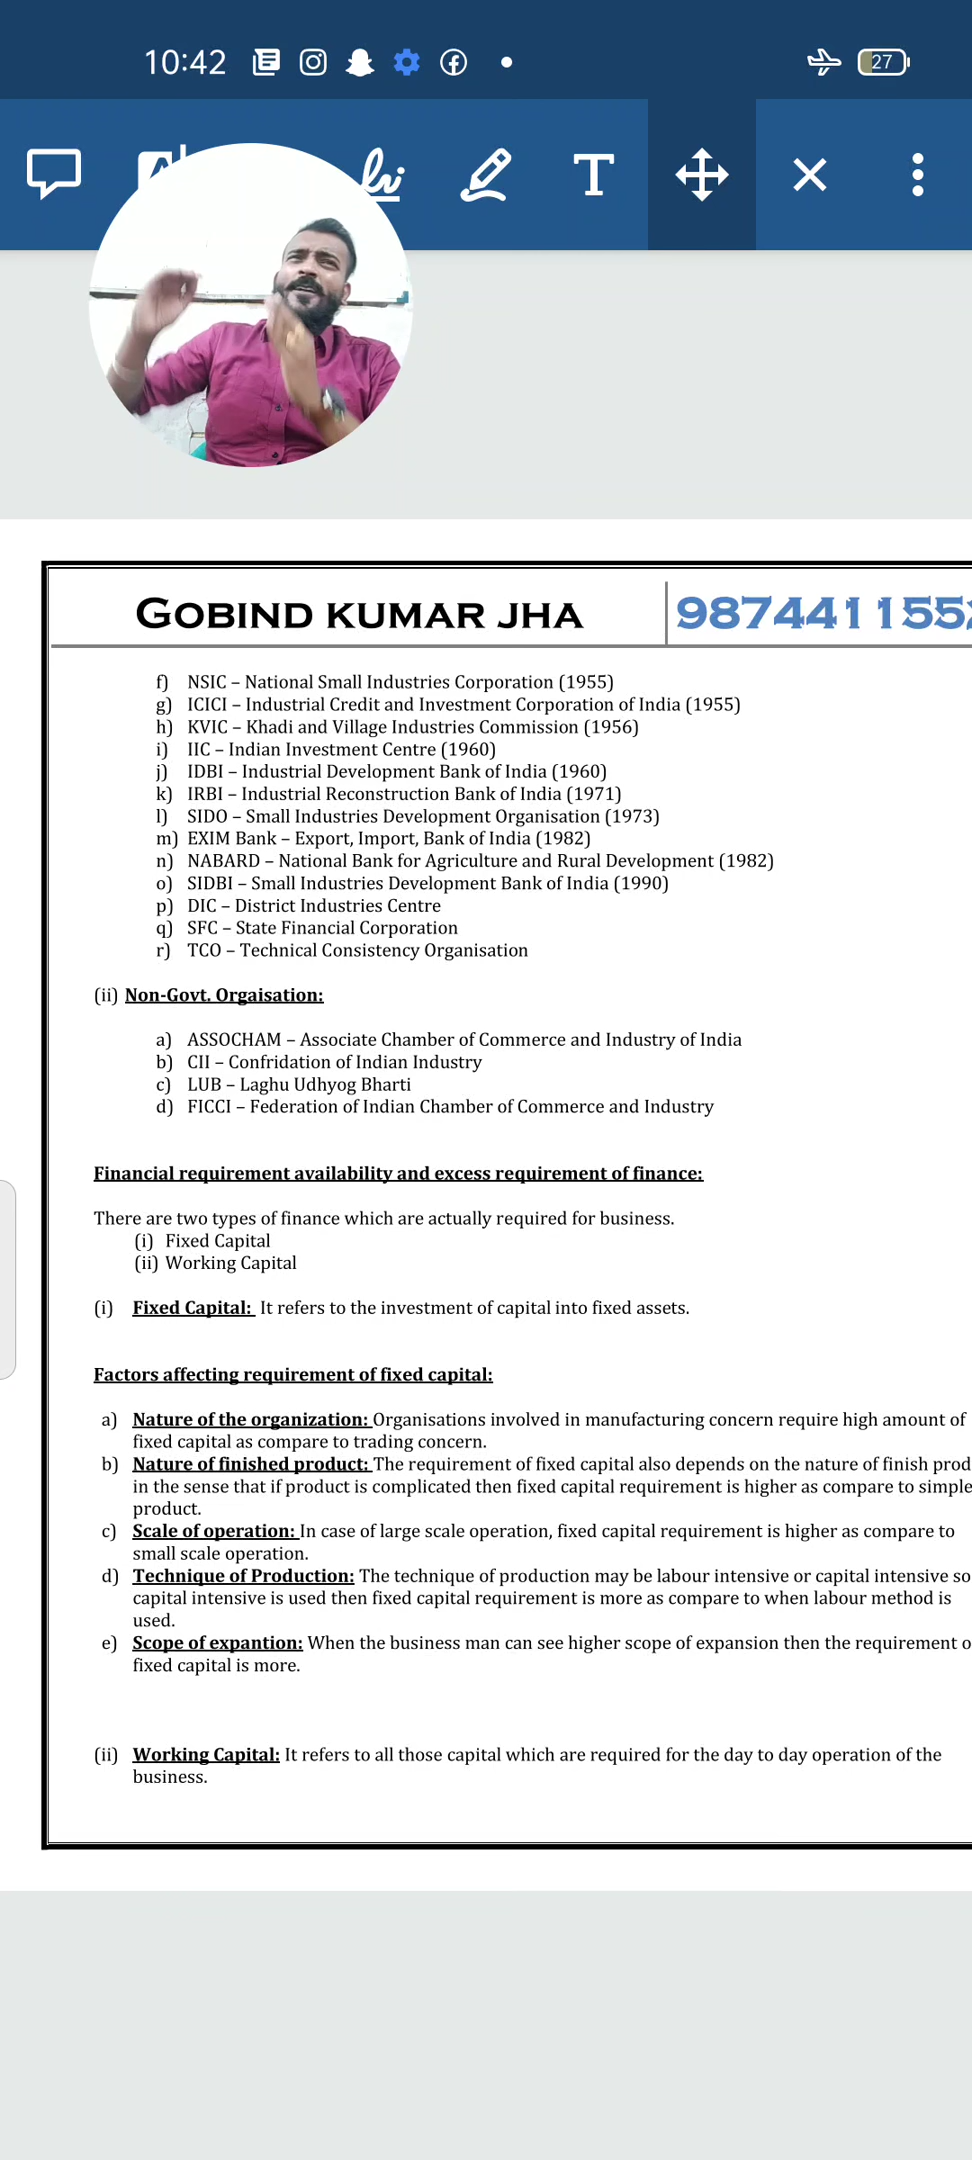 10:42
27
T
GOBIND KUMAR JHA
987441155
f) NSIC – National Small Industries Corporation (1955)
g) ICICI – Industrial Credit and Investment Corporation of India (1955)
h) KVIC – Khadi and Village Industries Commission (1956)
i) IIC – Indian Investment Centre (1960)
j) IDBI – Industrial Development Bank of India (1960)
k) IRBI – Industrial Reconstruction Bank of India (1971)
l) SIDO – Small Industries Development Organisation (1973)
m) EXIM Bank – Export, Import, Bank of India (1982)
n) NABARD – National Bank for Agriculture and Rural Development (1982)
o) SIDBI – Small Industries Development Bank of India (1990)
p) DIC – District Industries Centre
q) SFC – State Financial Corporation
r) TCO – Technical Consistency Organisation
(ii) Non-Govt. Orgaisation:
a) ASSOCHAM – Associate Chamber of Commerce and Industry of India
b) CII – Confridation of Indian Industry
c) LUB – Laghu Udhyog Bharti
d) FICCI – Federation of Indian Chamber of Commerce and Industry
Financial requirement availability and excess requirement of finance:
There are two types of finance which are actually required for business.
(i) Fixed Capital
(ii) Working Capital
(i) Fixed Capital: It refers to the investment of capital into fixed assets.
Factors affecting requirement of fixed capital:
a) Nature of the organization: Organisations involved in manufacturing concern require high amount of
fixed capital as compare to trading concern.
b) Nature of finished product: The requirement of fixed capital also depends on the nature of finish prod
in the sense that if product is complicated then fixed capital requirement is higher as compare to simple
product.
c) Scale of operation: In case of large scale operation, fixed capital requirement is higher as compare to
small scale operation.
d) Technique of Production: The technique of production may be labour intensive or capital intensive so
capital intensive is used then fixed capital requirement is more as compare to when labour method is
used.
e) Scope of expantion: When the business man can see higher scope of expansion then the requirement o
fixed capital is more.
(ii) Working Capital: It refers to all those capital which are required for the day to day operation of the
business.